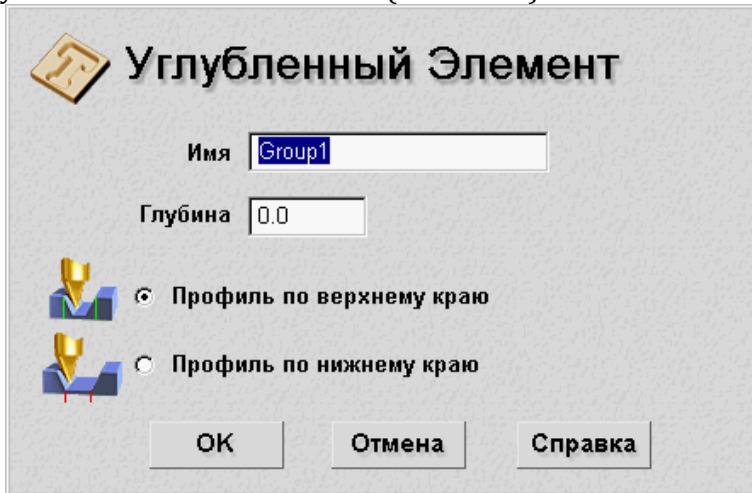 Углубленный Элемент
Имя Group1
Глубина 0.0
Профиль по верхнему краю
Профиль по нижнему краю
OK Отмена Справка